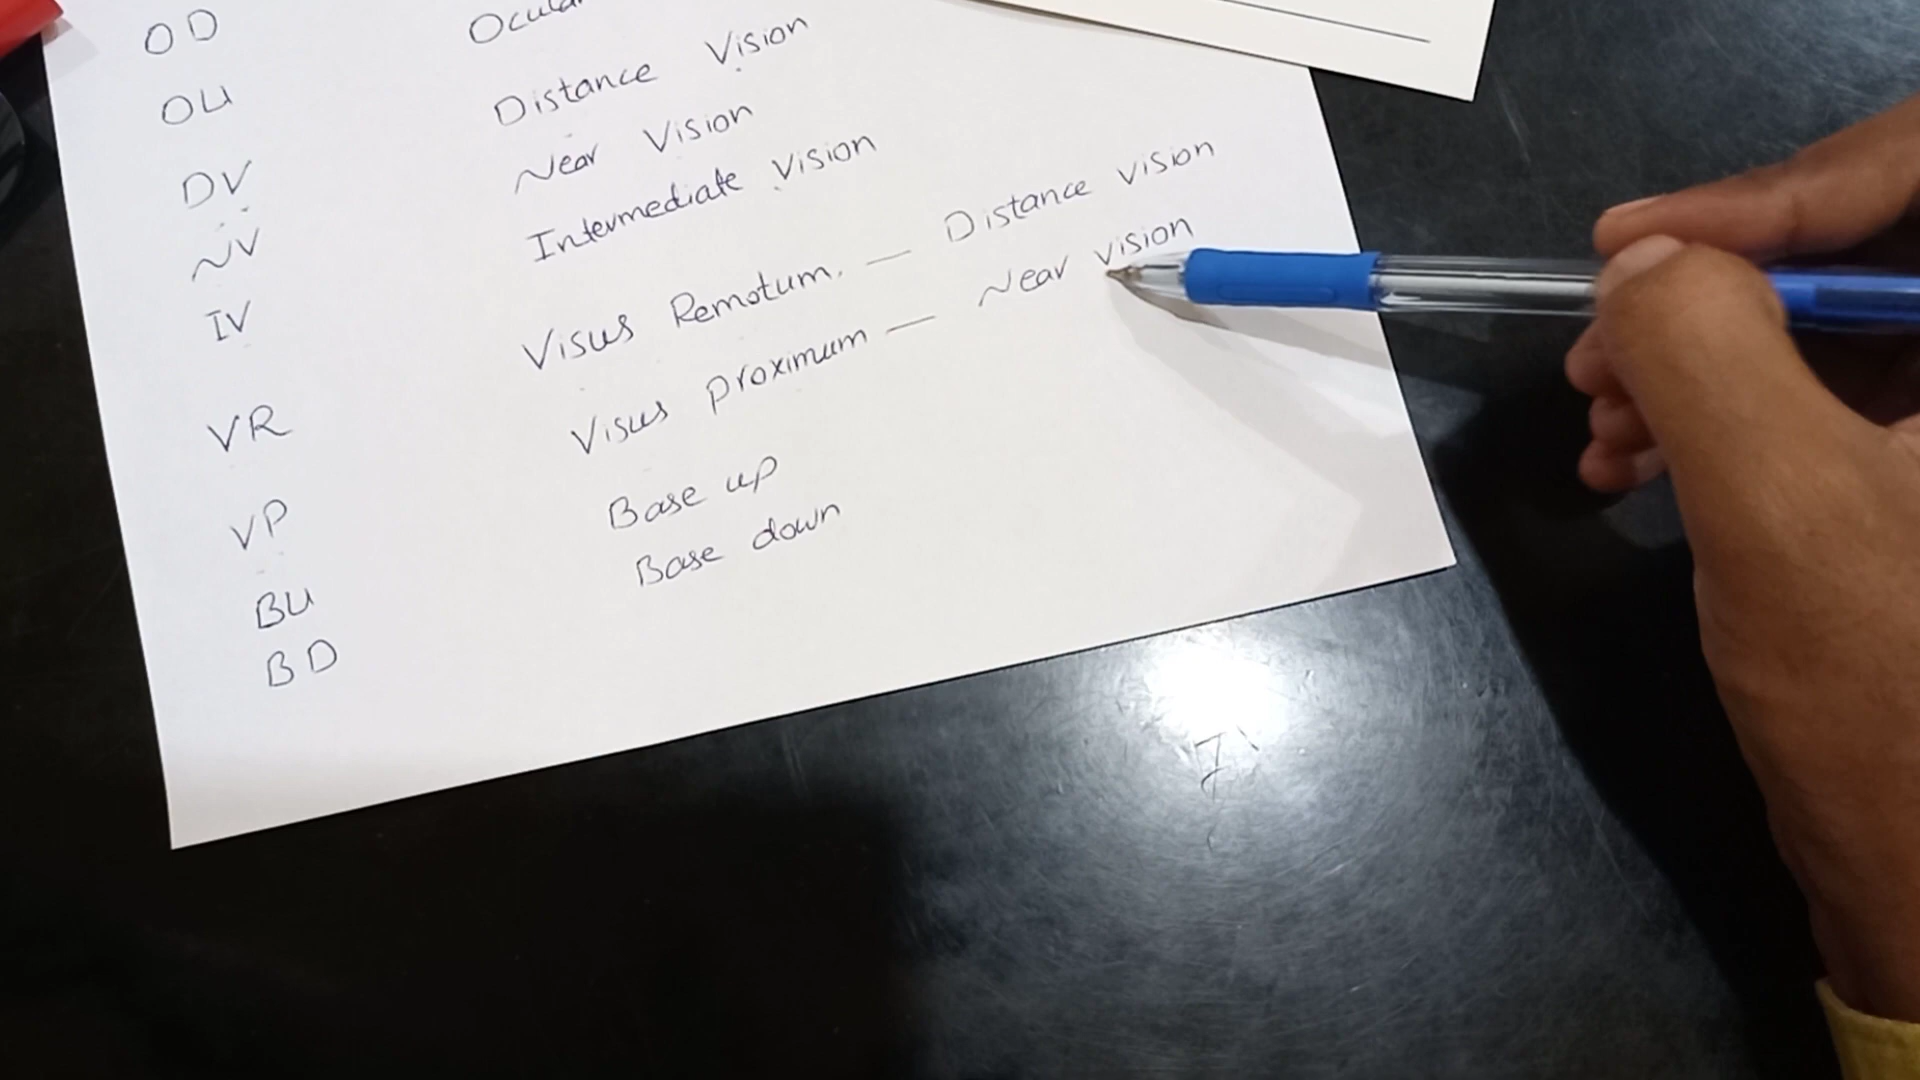 OD
OU Ocula
DV Distance Vision
NV Near Vision
IV Intermediate Vision
VR Visus Remotum. — Distance vision
VP Visus proximum — Near vision
BU Base up
BD Base down